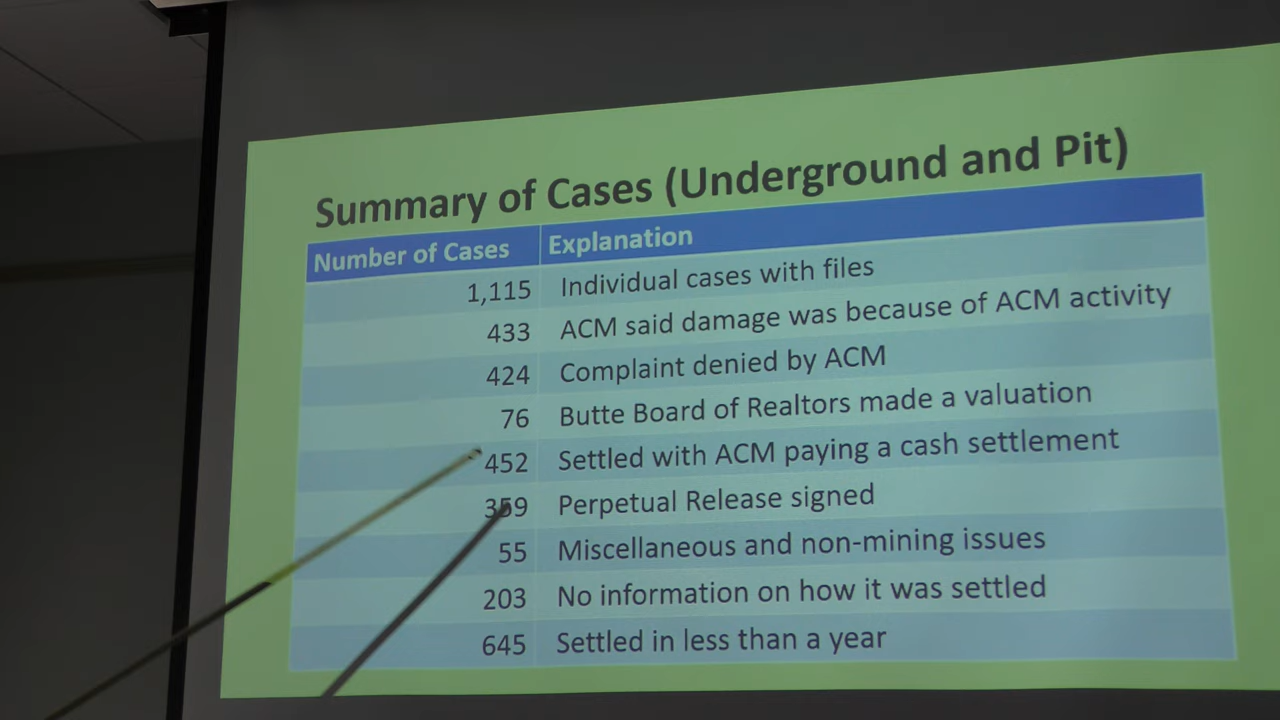 Summary of Cases (Underground and Pit)
Number of Cases Explanation
1,115 Individual cases with files
433 ACM said damage was because of ACM activity
424 Complaint denied by ACM
76 Butte Board of Realtors made a valuation
452 Settled with ACM paying a cash settlement
359 Perpetual Release signed
55 Miscellaneous and non-mining issues
203 No information on how it was settled
645 Settled in less than a year